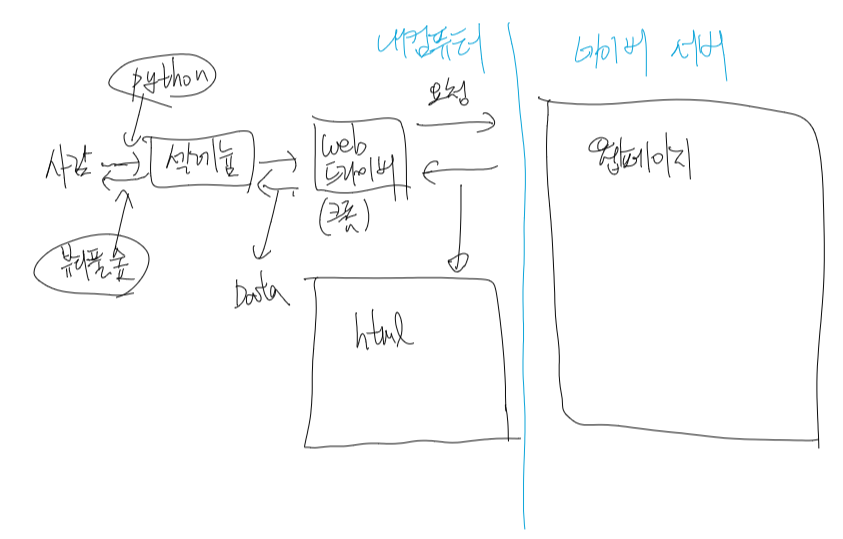 내컴퓨터
네이버 서버
python
요청
사람
셀레늄
web
드라이버
(크롬)
웹페이지
뷰티풀숲
Data
html